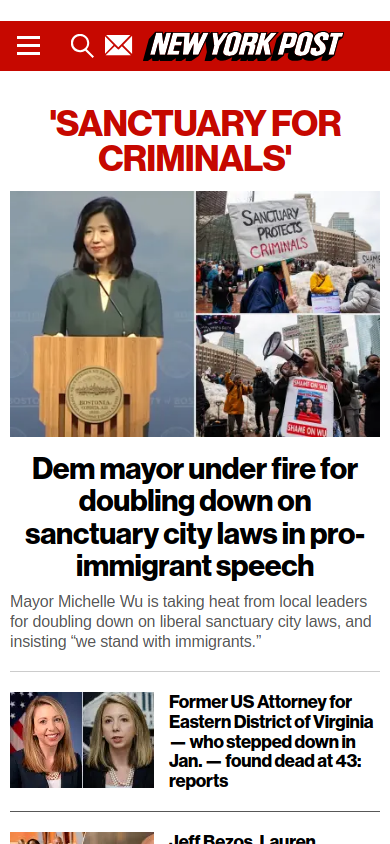 NEW YORK POST
'SANCTUARY FOR
CRIMINALS'
SANCTUARY
PROTECTS
CRIMINALS
SHAME ON WU
SHAME ON WU
BOSTONIA
Dem mayor under fire for
doubling down on
sanctuary city laws in pro-
immigrant speech
Mayor Michelle Wu is taking heat from local leaders
for doubling down on liberal sanctuary city laws, and
insisting “we stand with immigrants.”
Former US Attorney for
Eastern District of Virginia
— who stepped down in
Jan. — found dead at 43:
reports
Jeff Bezos, Lauren